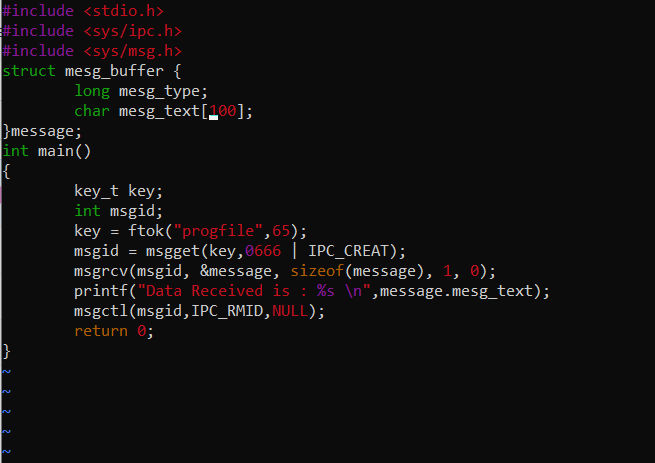 #include <stdio.h>
#include <sys/ipc.h>
#include <sys/msg.h>
struct mesg_buffer {
        long mesg_type;
        char mesg_text[100];
}message;
int main()
{
        key_t key;
        int msgid;
        key = ftok("progfile",65);
        msgid = msgget(key,0666 | IPC_CREAT);
        msgrcv(msgid, &message, sizeof(message), 1, 0);
        printf("Data Received is : %s \n",message.mesg_text);
        msgctl(msgid,IPC_RMID,NULL);
        return 0;
}
~
~
~
~
~